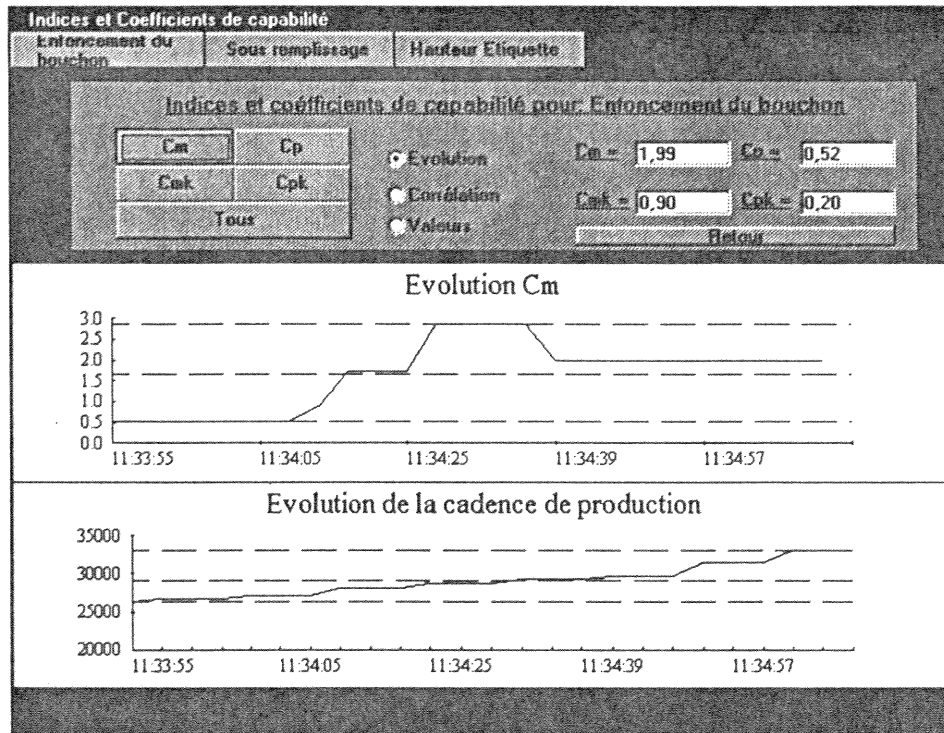 Indices et Coefficients de capabilité
Enfoncement du bouchon
Sous remplissage
Hauteur Etiquette
Indices et coéfficients de capabilité pour: Enfoncement du bouchon
Cm Cp
Cmk Cpk
Tous
Evolution
Corrélation
Valeurs
Cm = 1,99 Cp = 0,52
Cmk = 0,90 Cpk = 0,20
Retour
Evolution Cm
3.0
2.5
2.0
1.5
1.0
0.5
0.0
11:33:55 11:34:05 11:34:25 11:34:39 11:34:57
Evolution de la cadence de production
35000
30000
25000
20000
11:33:55 11:34:05 11:34:25 11:34:39 11:34:57